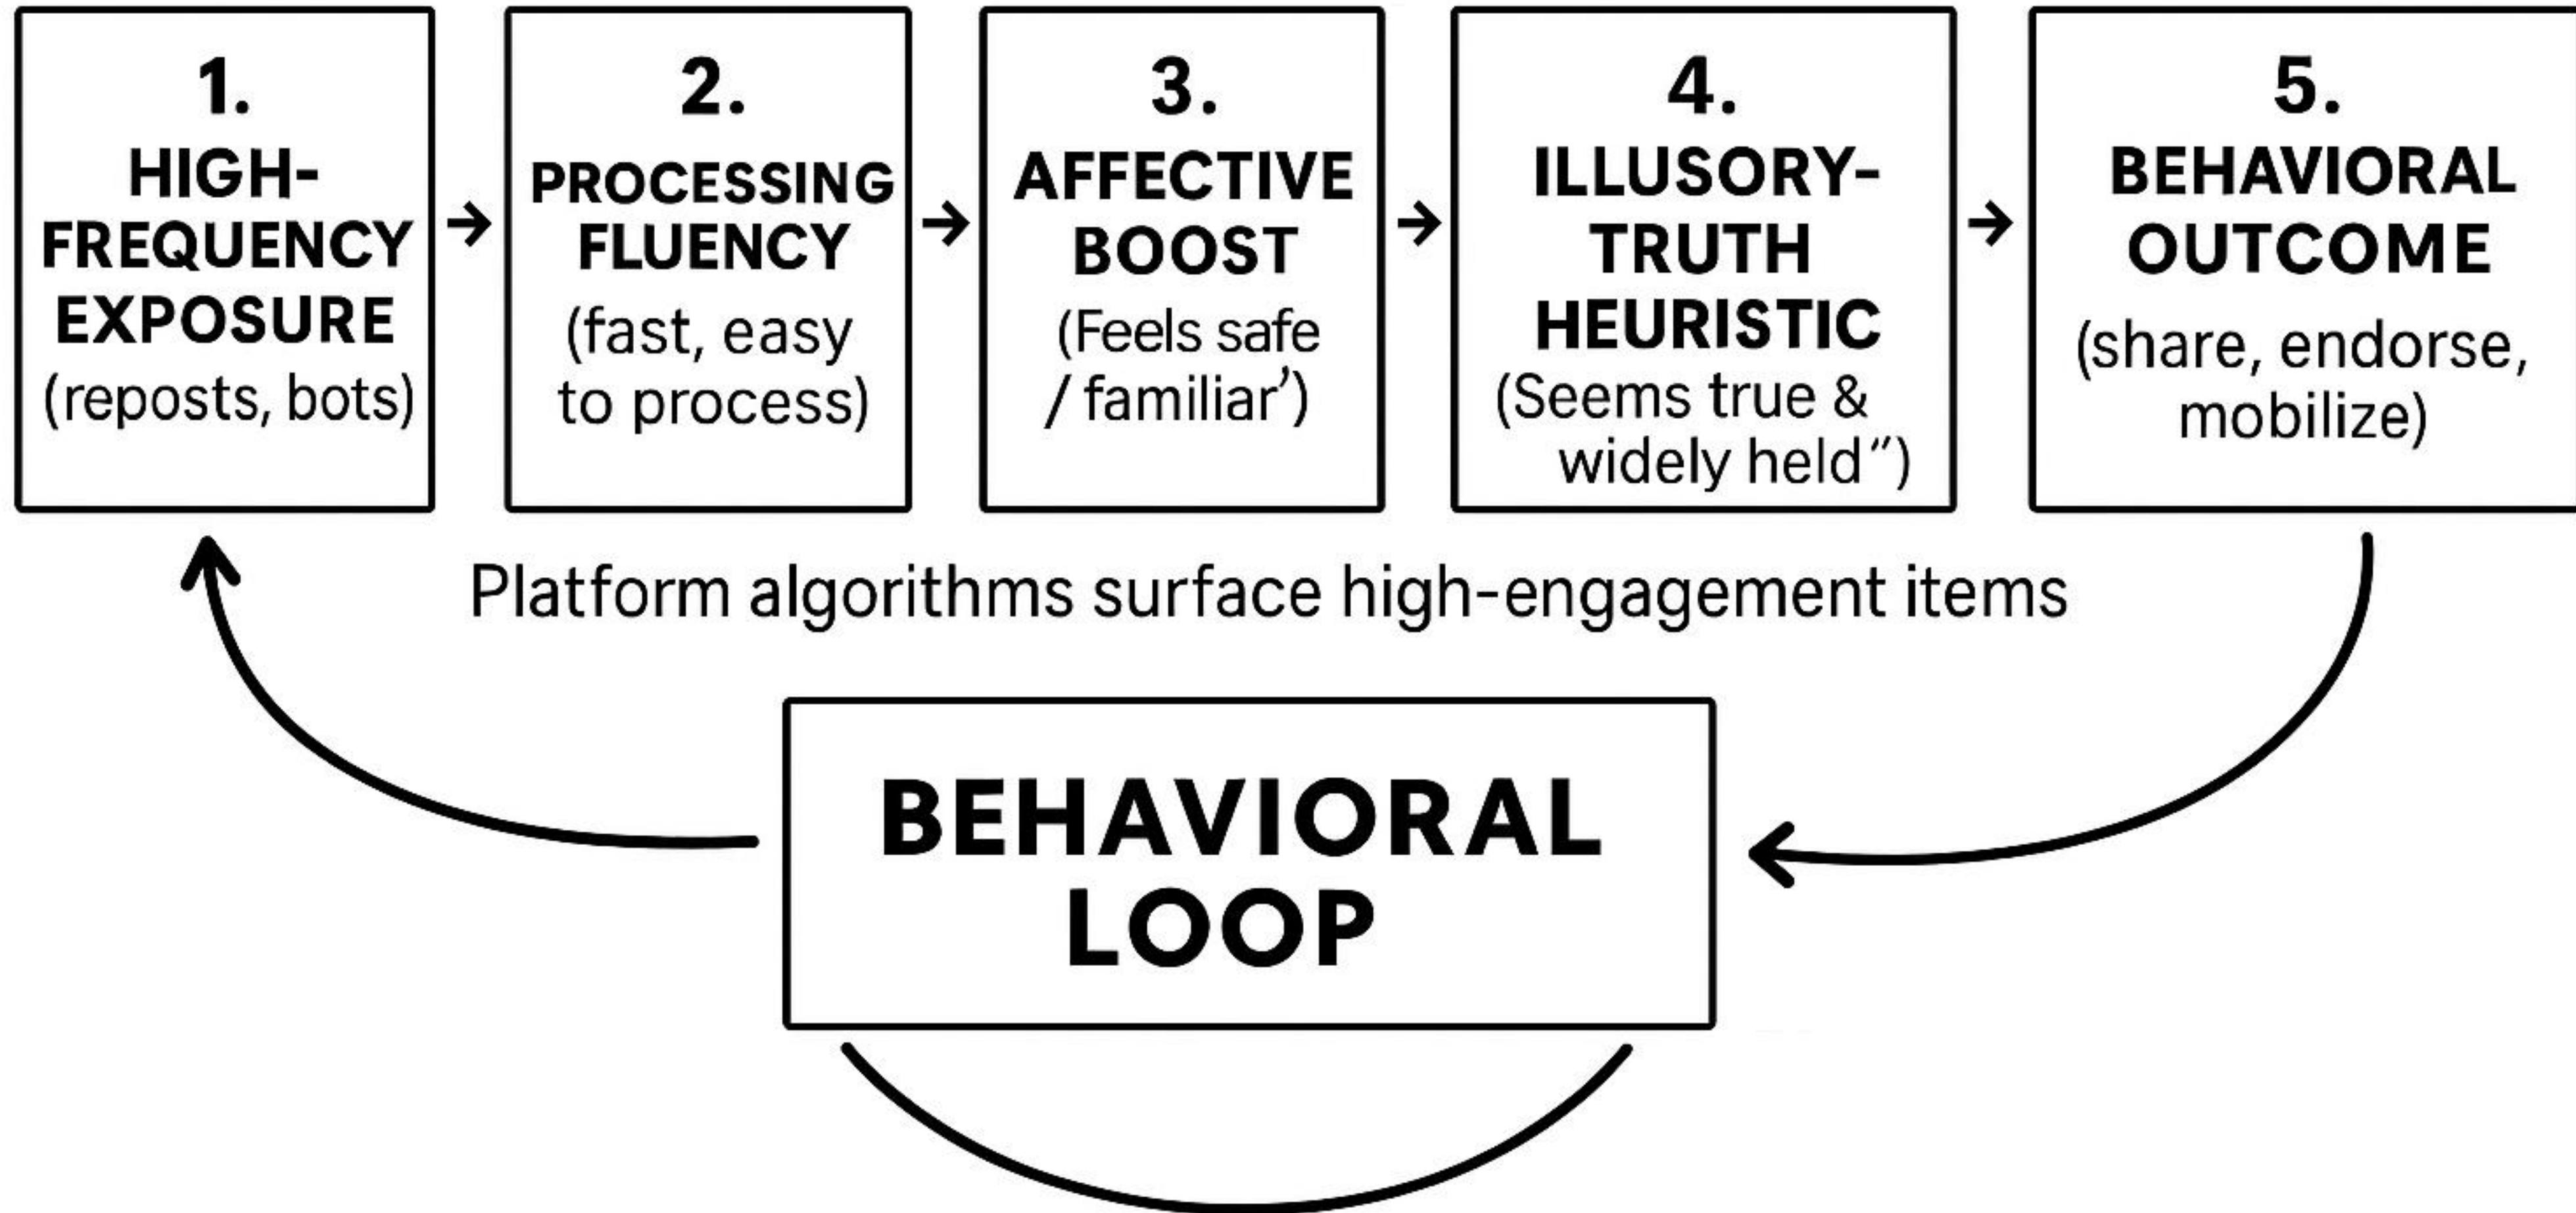 1.
HIGH-
FREQUENCY
EXPOSURE
(reposts, bots)
2.
PROCESSING
FLUENCY
(fast, easy
to process)
3.
AFFECTIVE
BOOST
(Feels safe
/ familiar’)
4.
ILLUSORY-
TRUTH
HEURISTIC
(Seems true &
widely held”)
5.
BEHAVIORAL
OUTCOME
(share, endorse,
mobilize)
Platform algorithms surface high-engagement items
BEHAVIORAL
LOOP